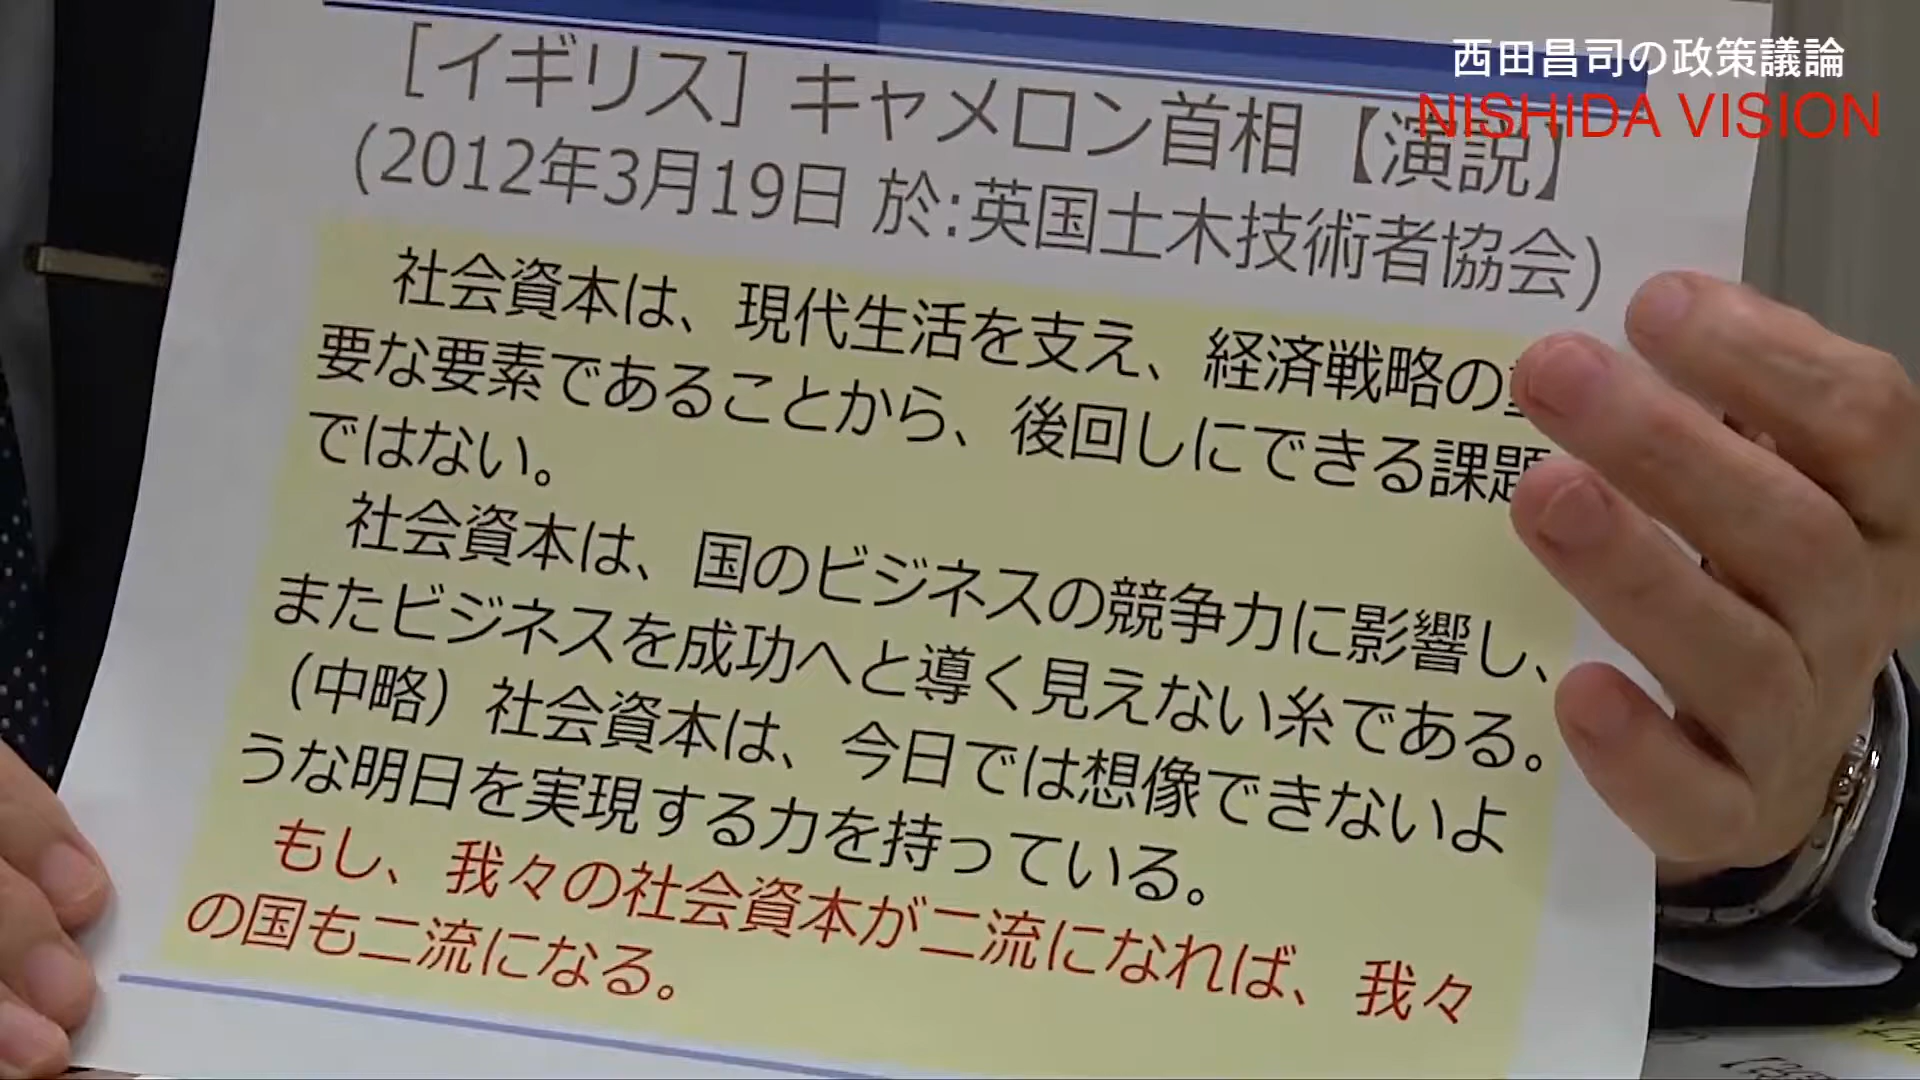 西田昌司の政策議論
NISHIDA VISION
［イギリス］キャメロン首相【演説】
(2012年3月19日 於:英国土木技術者協会)
社会資本は、現代生活を支え、経済戦略の重
要な要素であることから、後回しにできる課題
ではない。
社会資本は、国のビジネスの競争力に影響し、
またビジネスを成功へと導く見えない糸である。
（中略）社会資本は、今日では想像できないよ
うな明日を実現する力を持っている。
もし、我々の社会資本が二流になれば、我々
の国も二流になる。